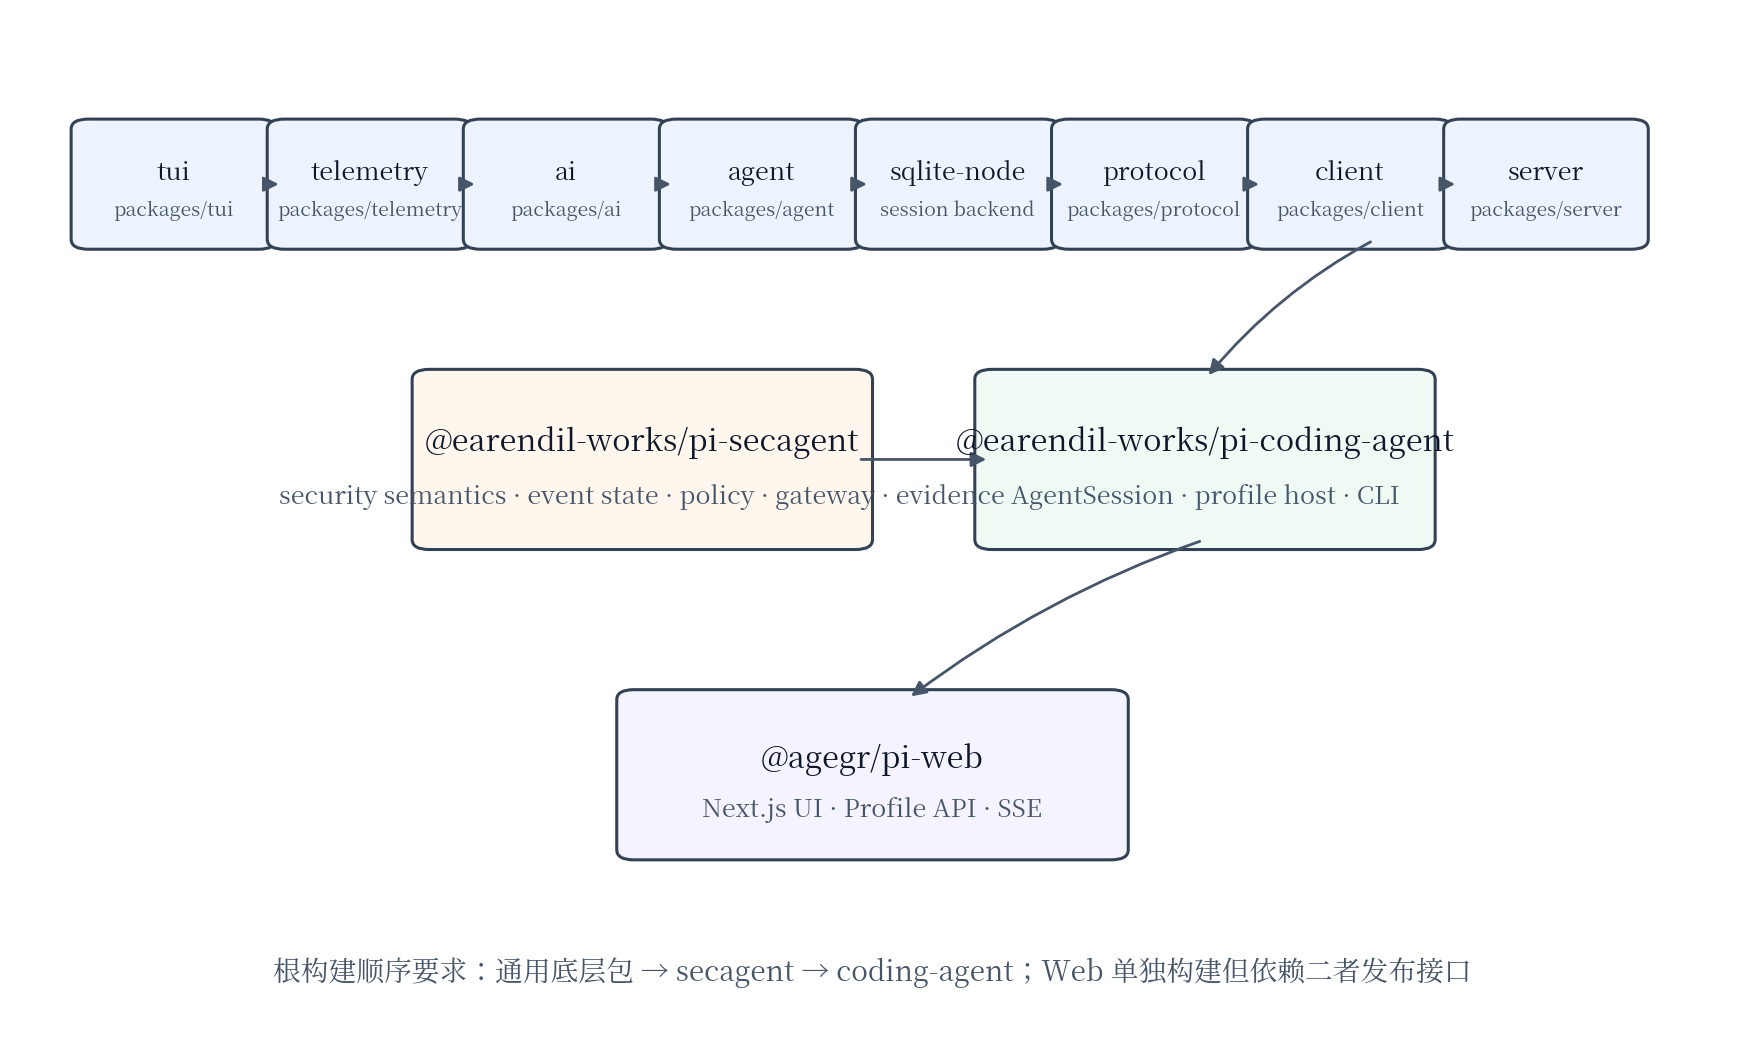 tui
packages/tui
telemetry
packages/telemetry
ai
packages/ai
agent
packages/agent
sqlite-node
session backend
protocol
packages/protocol
client
packages/client
server
packages/server
@earendil-works/pi-secagent
security semantics · event state · policy · gateway · evidence
@earendil-works/pi-coding-agent
AgentSession · profile host · CLI
@agegr/pi-web
Next.js UI · Profile API · SSE
根构建顺序要求：通用底层包 → secagent → coding-agent；Web 单独构建但依赖二者发布接口